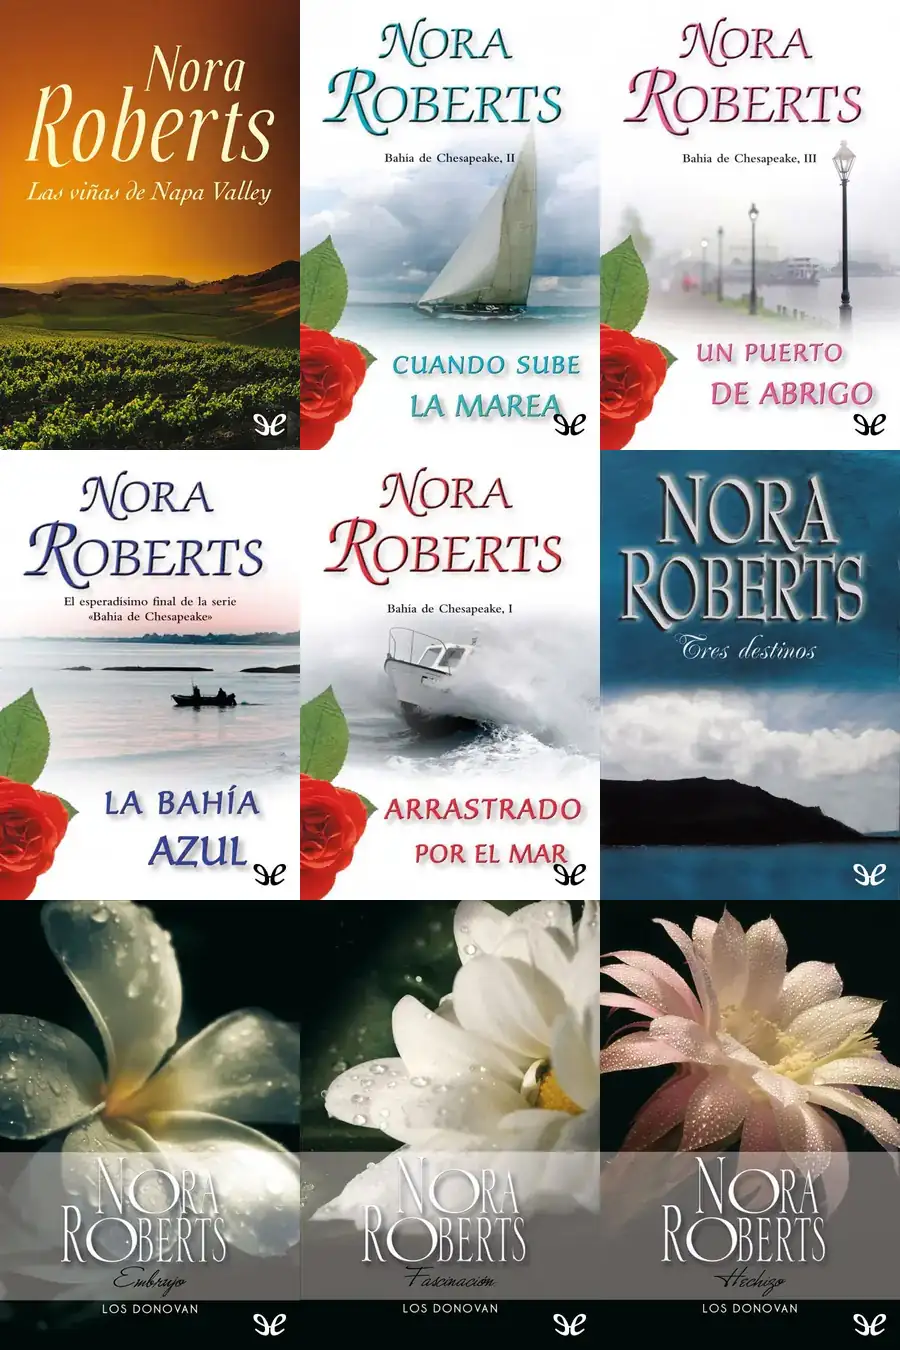 Nora
Roberts
Las viñas de Napa Valley
NORA
ROBERTS
Bahía de Chesapeake, II
CUANDO SUBE
LA MAREA
NORA
ROBERTS
Bahía de Chesapeake, III
UN PUERTO
DE ABRIGO
NORA
ROBERTS
El esperadísimo final de la serie
«Bahía de Chesapeake»
LA BAHÍA
AZUL
NORA
ROBERTS
Bahía de Chesapeake, I
ARRASTRADO
POR EL MAR
NORA
ROBERTS
Tres destinos
NORA
ROBERTS
Embrujo
LOS DONOVAN
NORA
ROBERTS
Fascinación
LOS DONOVAN
NORA
ROBERTS
Hechizo
LOS DONOVAN